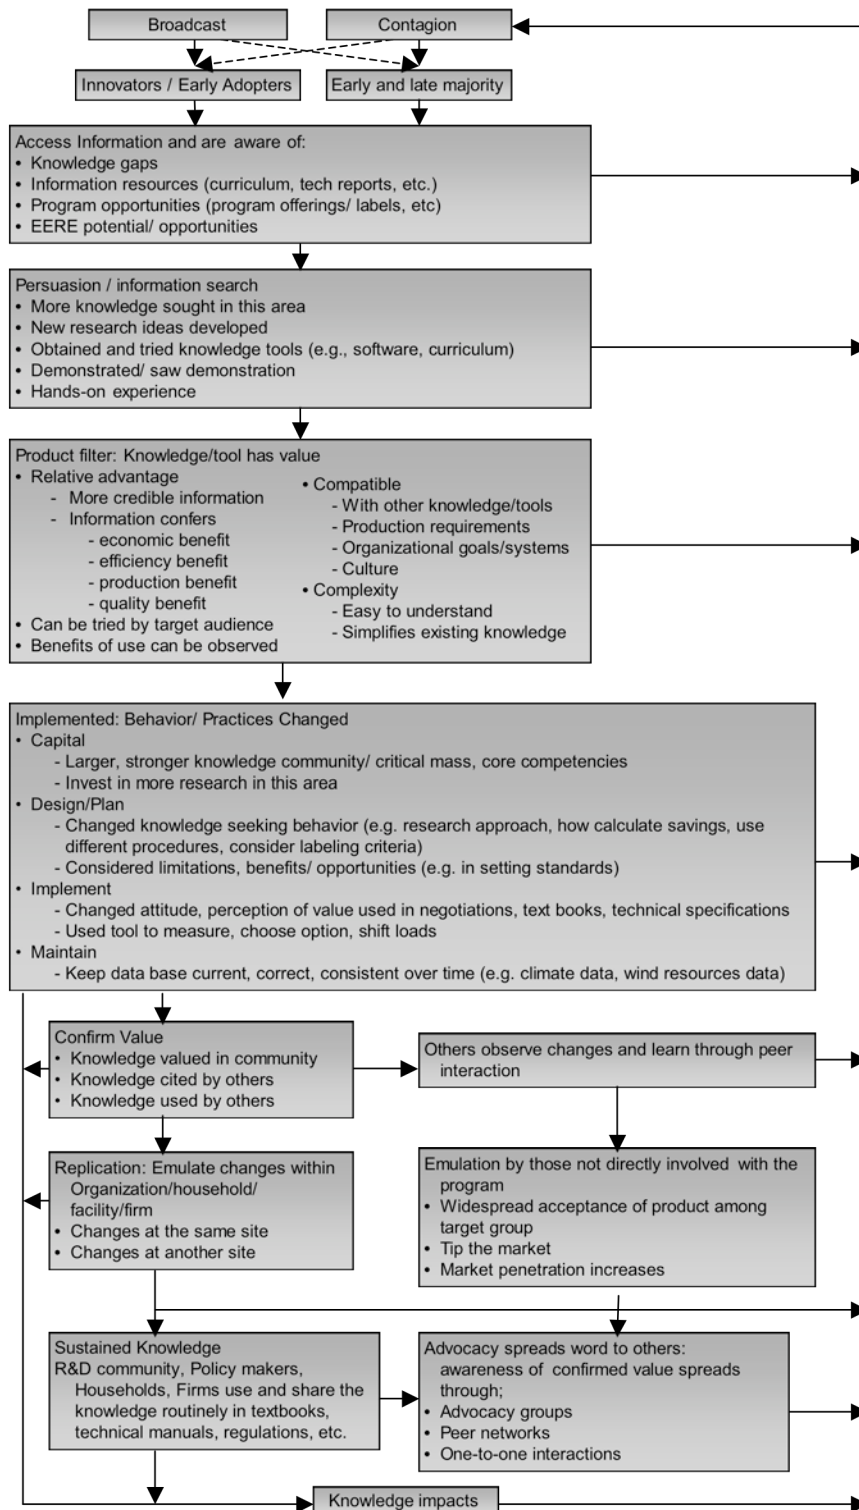 Broadcast
Contagion
Innovators / Early Adopters
Early and late majority
Access Information and are aware of:
• Knowledge gaps
• Information resources (curriculum, tech reports, etc.)
• Program opportunities (program offerings/ labels, etc)
• EERE potential/ opportunities
Persuasion / information search
• More knowledge sought in this area
• New research ideas developed
• Obtained and tried knowledge tools (e.g., software, curriculum)
• Demonstrated/ saw demonstration
• Hands-on experience
Product filter: Knowledge/tool has value
• Relative advantage
- More credible information
- Information confers
- economic benefit
- efficiency benefit
- production benefit
- quality benefit
• Can be tried by target audience
• Benefits of use can be observed
• Compatible
- With other knowledge/tools
- Production requirements
- Organizational goals/systems
- Culture
• Complexity
- Easy to understand
- Simplifies existing knowledge
Implemented: Behavior/ Practices Changed
• Capital
- Larger, stronger knowledge community/ critical mass, core competencies
- Invest in more research in this area
• Design/Plan
- Changed knowledge seeking behavior (e.g. research approach, how calculate savings, use
different procedures, consider labeling criteria)
- Considered limitations, benefits/ opportunities (e.g. in setting standards)
• Implement
- Changed attitude, perception of value used in negotiations, text books, technical specifications
- Used tool to measure, choose option, shift loads
• Maintain
- Keep data base current, correct, consistent over time (e.g. climate data, wind resources data)
Confirm Value
• Knowledge valued in community
• Knowledge cited by others
• Knowledge used by others
Others observe changes and learn through peer
interaction
Replication: Emulate changes within
Organization/household/
facility/firm
• Changes at the same site
• Changes at another site
Emulation by those not directly involved with the
program
• Widespread acceptance of product among
target group
• Tip the market
• Market penetration increases
Sustained Knowledge
R&D community, Policy makers,
Households, Firms use and share the
knowledge routinely in textbooks,
technical manuals, regulations, etc.
Advocacy spreads word to others:
awareness of confirmed value spreads
through;
• Advocacy groups
• Peer networks
• One-to-one interactions
Knowledge impacts